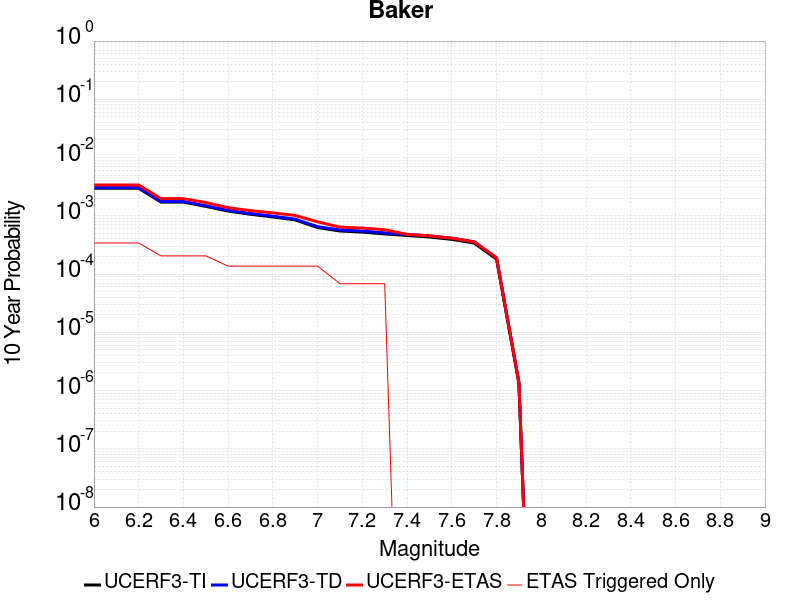 Baker
10 0
10 -1
10 -2
10 -3
10 -4
10 -5
10 -6
10 -7
10 -8
10 Year Probability
6 6.2 6.4 6.6 6.8 7 7.2 7.4 7.6 7.8 8 8.2 8.4 8.6 8.8 9
Magnitude
UCERF3-TI UCERF3-TD UCERF3-ETAS ETAS Triggered Only